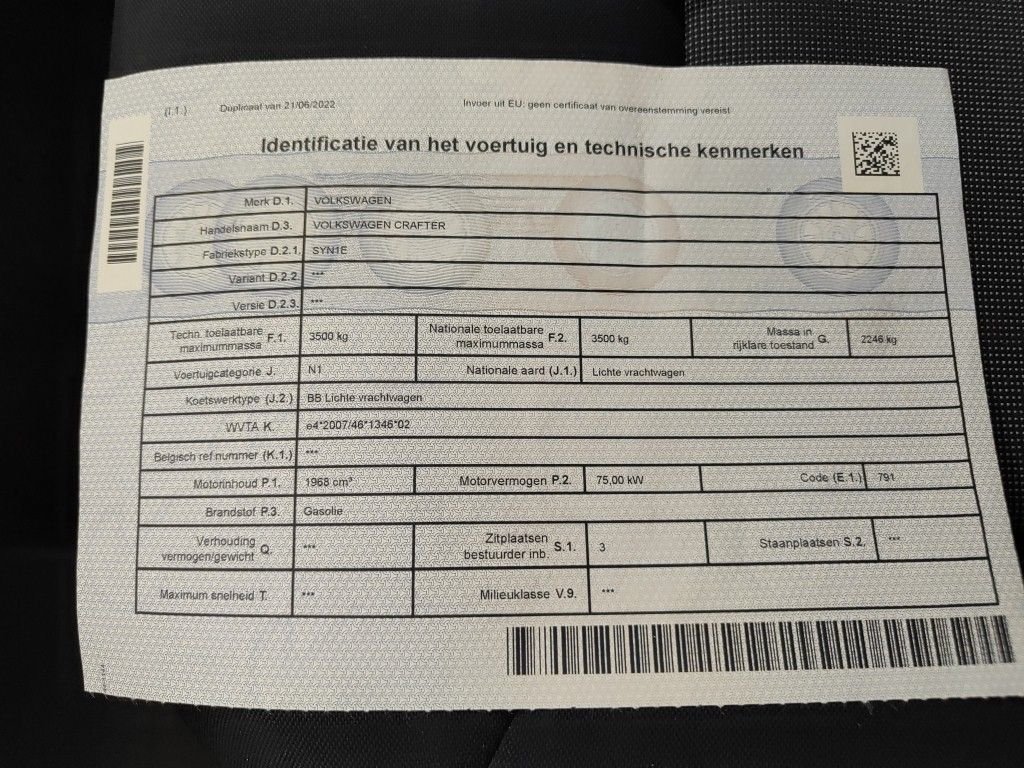 (I.1.) Duplicaat van 21/06/2022 Invoer uit EU: geen certificaat van overeenstemming vereist
Identificatie van het voertuig en technische kenmerken
Merk D.1. VOLKSWAGEN
Handelsnaam D.3. VOLKSWAGEN CRAFTER
Fabriekstype D.2.1. SYN1E
Variant D.2.2. ***
Versie D.2.3. ***
Techn. toelaatbare maximummassa F.1. 3500 kg Nationale toelaatbare maximummassa F.2. 3500 kg Massa in rijklare toestand G. 2246 kg
Voertuigcategorie J. N1 Nationale aard (J.1.) Lichte vrachtwagen
Koetswerktype (J.2.) BB Lichte vrachtwagen
WVTA K. e4*2007/46*1346*02
Belgisch ref nummer (K.1.) ***
Motorinhoud P.1. 1968 cm³ Motorvermogen P.2. 75,00 kW Code (E.1.) 791
Brandstof P.3. Gasolie
Verhouding vermogen/gewicht Q. *** Zitplaatsen bestuurder inb. S.1. 3 Staanplaatsen S.2. ***
Maximum snelheid T. *** Milieuklasse V.9. ***